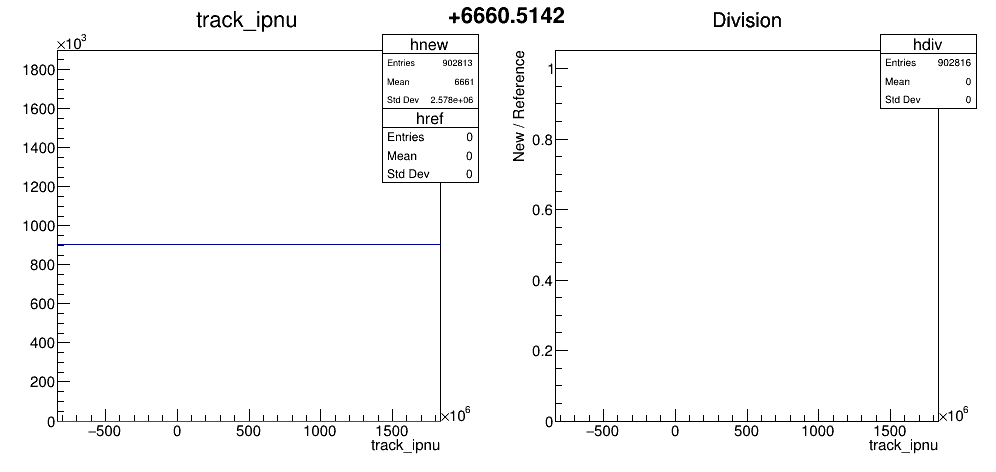 +6660.5142
track_ipnu
×10³
hnew
Entries 902813
Mean 6661
Std Dev 2.578e+06
href
Entries 0
Mean 0
Std Dev 0
1800
1600
1400
1200
1000
800
600
400
200
0
−500 0 500 1000 1500
×10⁶
track_ipnu
Division
hdiv
Entries 902816
Mean 0
Std Dev 0
New / Reference
1
0.8
0.6
0.4
0.2
0
−500 0 500 1000 1500
×10⁶
track_ipnu